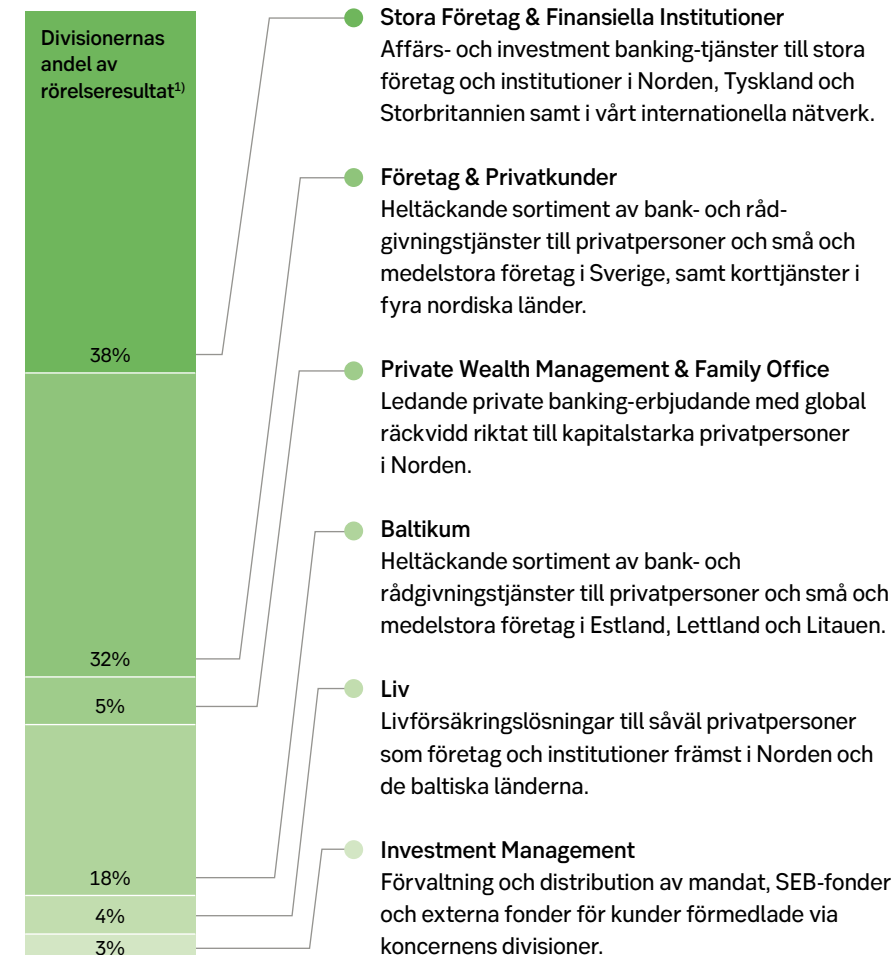 Divisionernas
andel av
rörelseresultat1)
38%
32%
5%
18%
4%
3%
Stora Företag & Finansiella Institutioner
Affärs- och investment banking-tjänster till stora
företag och institutioner i Norden, Tyskland och
Storbritannien samt i vårt internationella nätverk.
Företag & Privatkunder
Heltäckande sortiment av bank- och råd-
givningstjänster till privatpersoner och små och
medelstora företag i Sverige, samt korttjänster i
fyra nordiska länder.
Private Wealth Management & Family Office
Ledande private banking-erbjudande med global
räckvidd riktat till kapitalstarka privatpersoner
i Norden.
Baltikum
Heltäckande sortiment av bank- och
rådgivningstjänster till privatpersoner och små och
medelstora företag i Estland, Lettland och Litauen.
Liv
Livförsäkringslösningar till såväl privatpersoner
som företag och institutioner främst i Norden och
de baltiska länderna.
Investment Management
Förvaltning och distribution av mandat, SEB-fonder
och externa fonder för kunder förmedlade via
koncernens divisioner.